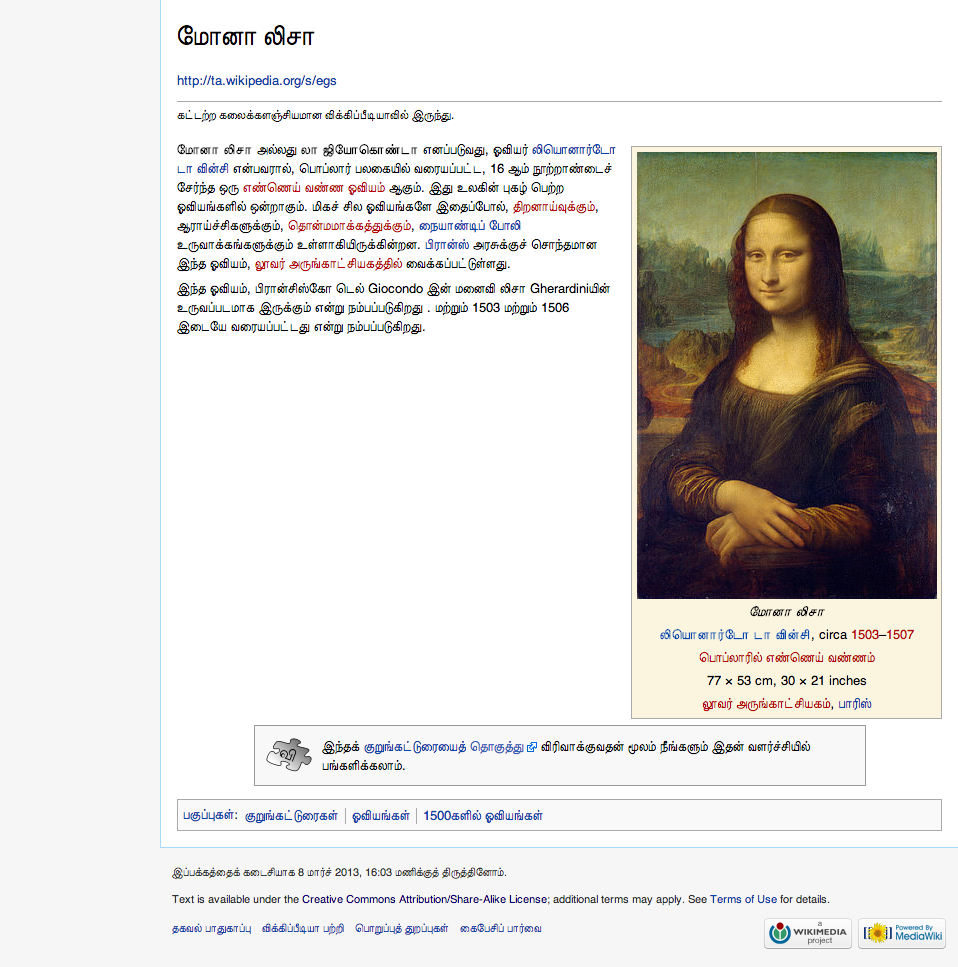 மோனா லிசா
http://ta.wikipedia.org/s/egs
கட்டற்ற கலைக்களஞ்சியமான விக்கிப்பீடியாவில் இருந்து.
மோனா லிசா அல்லது லா ஜியோகொண்டா எனப்படுவது, ஓவியர் லியொனார்டோ
டா வின்சி என்பவரால், பொப்லார் பலகையில் வரையப்பட்ட, 16 ஆம் நூற்றாண்டைச்
சேர்ந்த ஒரு எண்ணெய் வண்ண ஓவியம் ஆகும். இது உலகின் புகழ் பெற்ற
ஓவியங்களில் ஒன்றாகும். மிகச் சில ஓவியங்களே இதைப்போல், திறனாய்வுக்கும்,
ஆராய்ச்சிகளுக்கும், தொன்மமாக்கத்துக்கும், நையாண்டிப் போலி
உருவாக்கங்களுக்கும் உள்ளாகியிருக்கின்றன. பிரான்ஸ் அரசுக்குச் சொந்தமான
இந்த ஓவியம், லூவர் அருங்காட்சியகத்தில் வைக்கப்பட்டுள்ளது.
இந்த ஓவியம், பிரான்சிஸ்கோ டெல் Giocondo இன் மனைவி லிசா Gherardiniயின்
உருவப்படமாக இருக்கும் என்று நம்பப்படுகிறது . மற்றும் 1503 மற்றும் 1506
இடையே வரையப்பட்டது என்று நம்பப்படுகிறது.
மோனா லிசா
லியொனார்டோ டா வின்சி, circa 1503–1507
பொப்லாரில் எண்ணெய் வண்ணம்
77 × 53 cm, 30 × 21 inches
லூவர் அருங்காட்சியகம், பாரிஸ்
வி
இந்தக் குறுங்கட்டுரையைத் தொகுத்து விரிவாக்குவதன் மூலம் நீங்களும் இதன் வளர்ச்சியில்
பங்களிக்கலாம்.
பகுப்புகள்: குறுங்கட்டுரைகள் ஓவியங்கள் 1500களில் ஓவியங்கள்
இப்பக்கத்தைக் கடைசியாக 8 மார்ச் 2013, 16:03 மணிக்குத் திருத்தினோம்.
Text is available under the Creative Commons Attribution/Share-Alike License; additional terms may apply. See Terms of Use for details.
தகவல் பாதுகாப்பு விக்கிப்பீடியா பற்றி பொறுப்புத் துறப்புகள் கைபேசிப் பார்வை
a
WIKIMEDIA
project
Powered By
MediaWiki